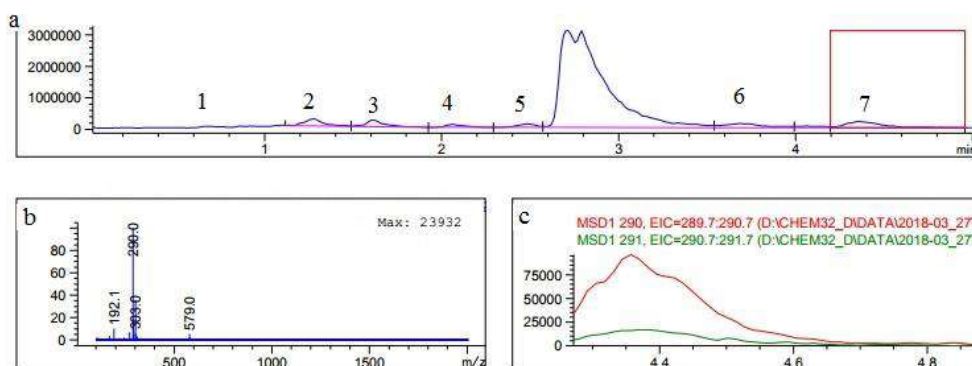 a
3000000
2000000
1000000
0
1 2 3 4 5 6 7
1 2 3 4 min
b
Max: 23932
80
60
40
20
0
192.1
290.0
303.0
579.0
500 1000 1500 m/z
c
MSD1 290, EIC=289.7:290.7 (D:\CHEM32_D\DATA\2018-03_27
MSD1 291, EIC=290.7:291.7 (D:\CHEM32_D\DATA\2018-03_27
75000
50000
25000
0
4.4 4.6 4.8